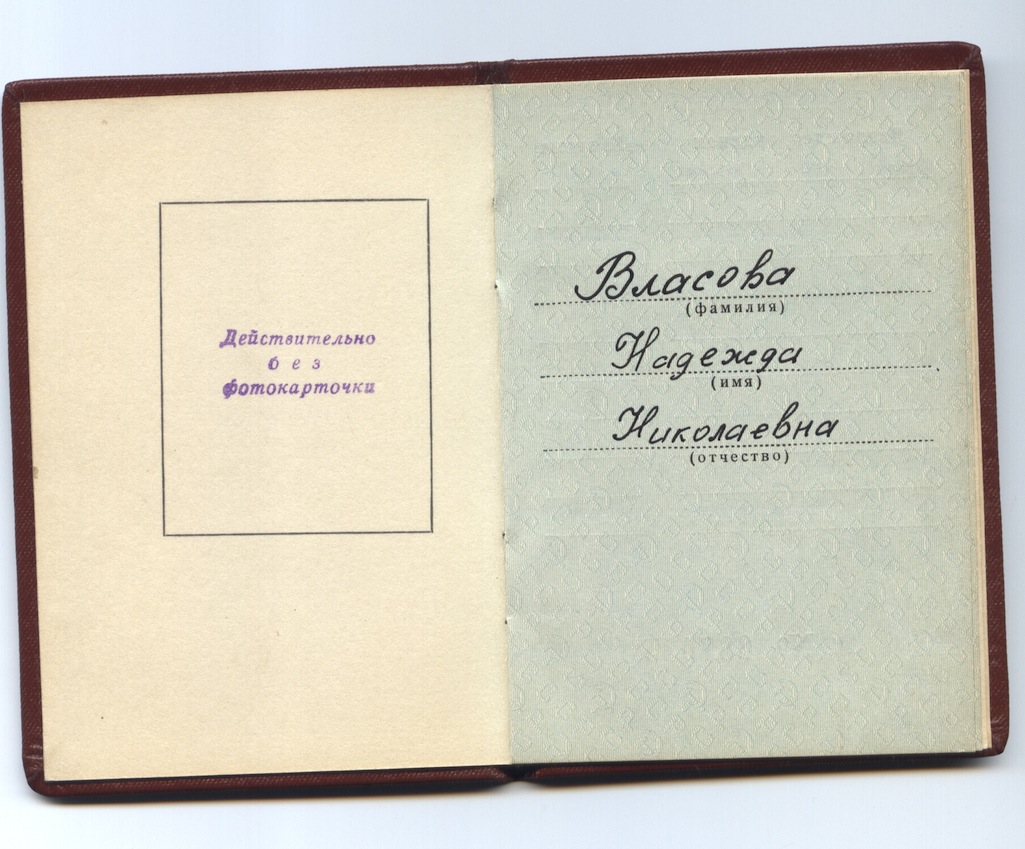 Действительно
без
фотокарточки
Власова
(фамилия)
Надежда
(имя)
Николаевна
(отчество)